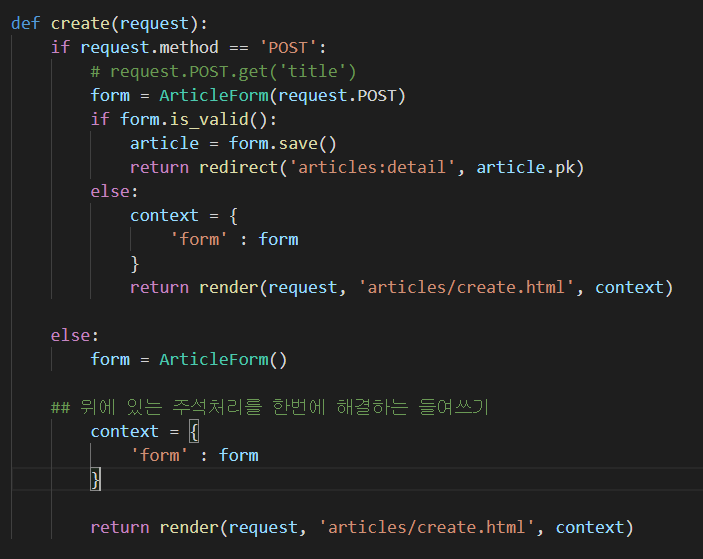 def create(request):
    if request.method == 'POST':
        # request.POST.get('title')
        form = ArticleForm(request.POST)
        if form.is_valid():
            article = form.save()
            return redirect('articles:detail', article.pk)
        else:
            context = {
                'form' : form
            }
            return render(request, 'articles/create.html', context)
    else:
        form = ArticleForm()
    ## 위에 있는 주석처리를 한번에 해결하는 들여쓰기
        context = {
            'form' : form
        }
        return render(request, 'articles/create.html', context)